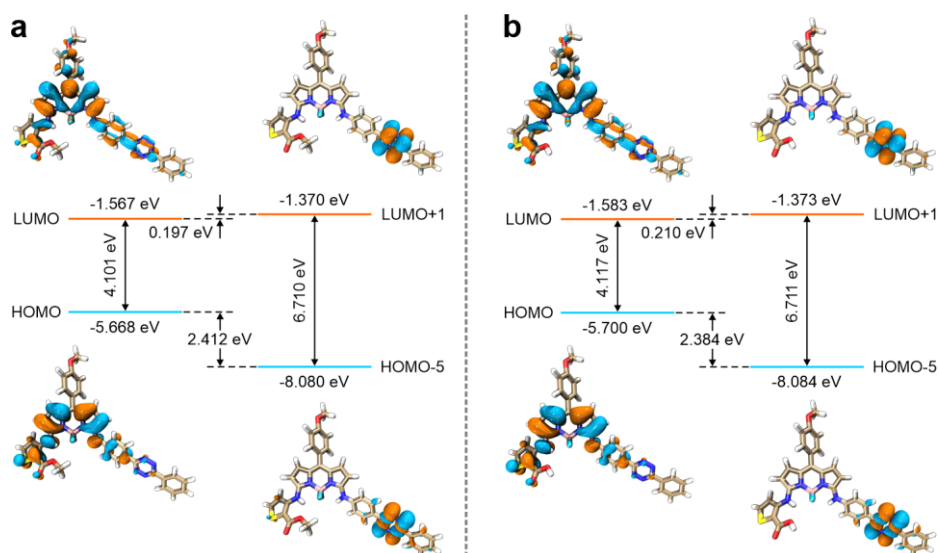 a
-1.567 eV
-1.370 eV
LUMO
LUMO+1
0.197 eV
4.101 eV
6.710 eV
HOMO
-5.668 eV
2.412 eV
HOMO-5
-8.080 eV
b
-1.583 eV
-1.373 eV
LUMO
LUMO+1
0.210 eV
4.117 eV
6.711 eV
HOMO
-5.700 eV
2.384 eV
HOMO-5
-8.084 eV